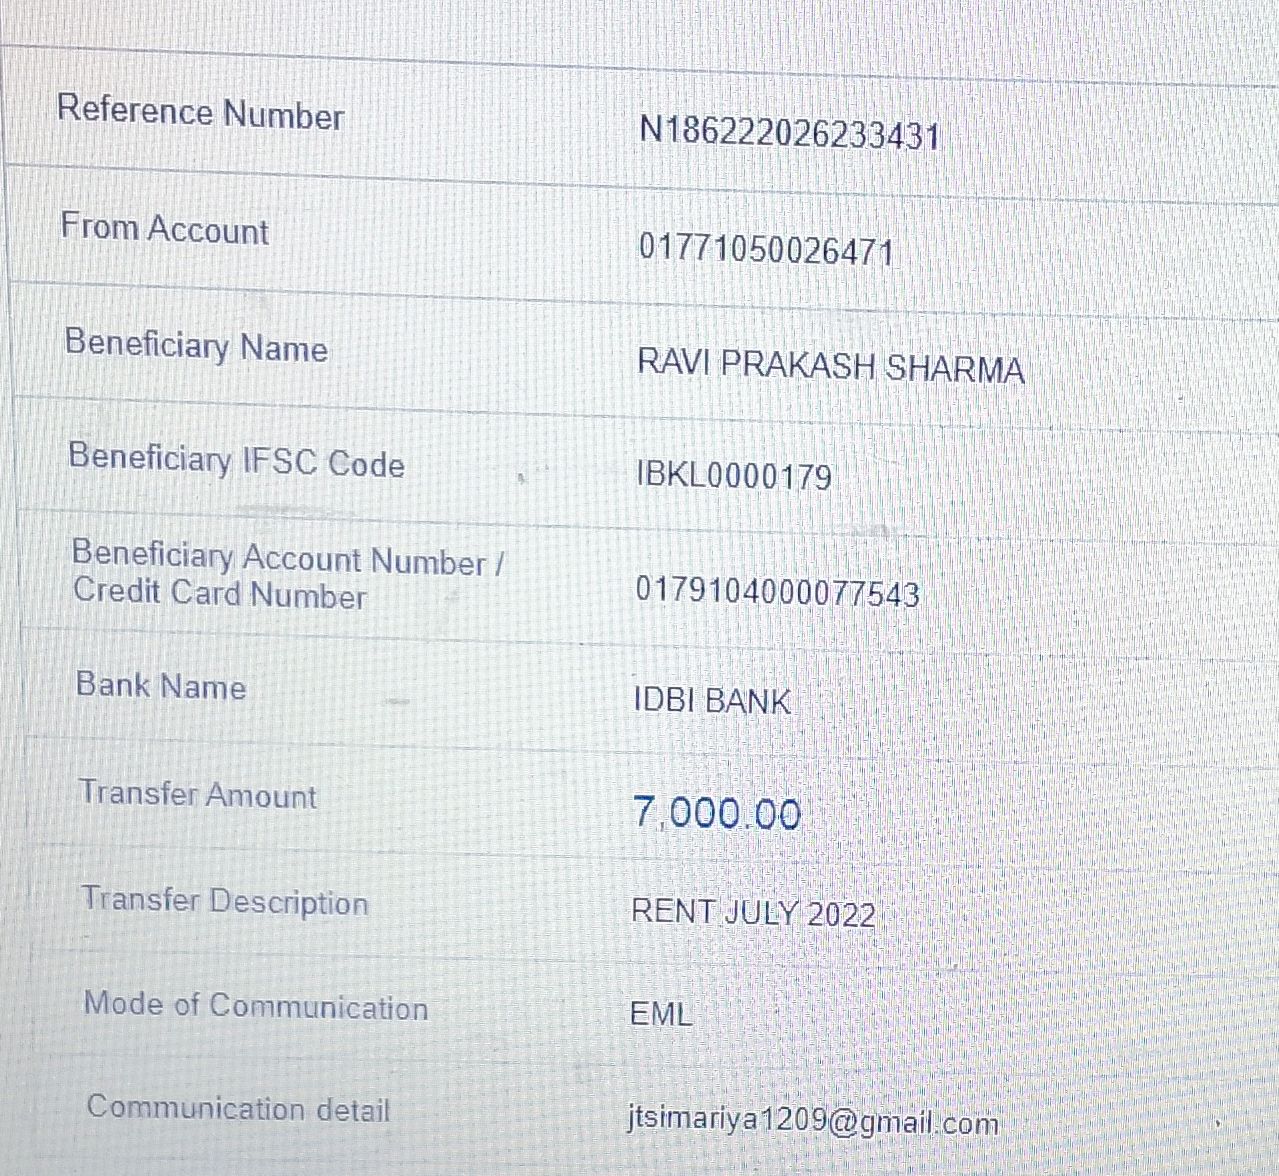 Reference Number N186222026233431
From Account 01771050026471
Beneficiary Name RAVI PRAKASH SHARMA
Beneficiary IFSC Code IBKL0000179
Beneficiary Account Number /
Credit Card Number 0179104000077543
Bank Name IDBI BANK
Transfer Amount 7,000.00
Transfer Description RENT JULY 2022
Mode of Communication EML
Communication detail jtsimariya1209@gmail.com